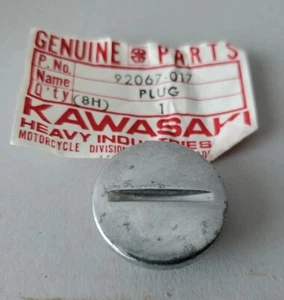 GENUINE PARTS
P. No. 92067-017
Name PLUG
Q'ty (8H) 1
KAWASAKI
HEAVY INDUSTRIES
MOTORCYCLE DIVISION